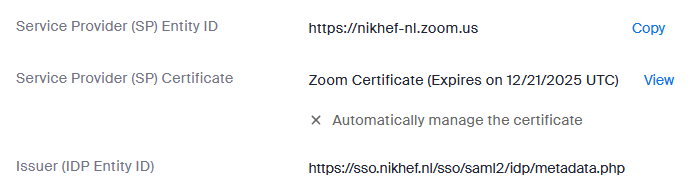 Service Provider (SP) Entity ID https://nikhef-nl.zoom.us Copy
Service Provider (SP) Certificate Zoom Certificate (Expires on 12/21/2025 UTC) View
× Automatically manage the certificate
Issuer (IDP Entity ID) https://sso.nikhef.nl/sso/saml2/idp/metadata.php